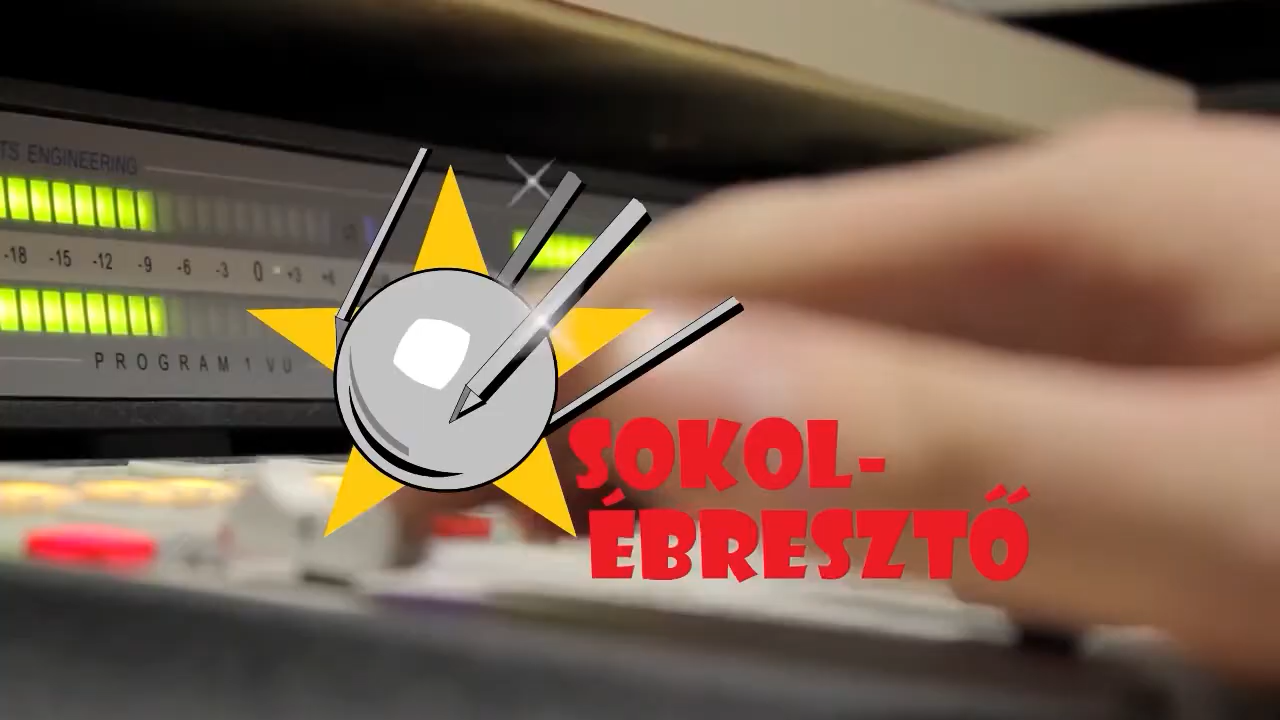 TS ENGINEERING
-18 -15 -12 -9 -6 -3 0 +3 +6
PROGRAM 1 VU
SOKOL-
ÉBRESZTŐ